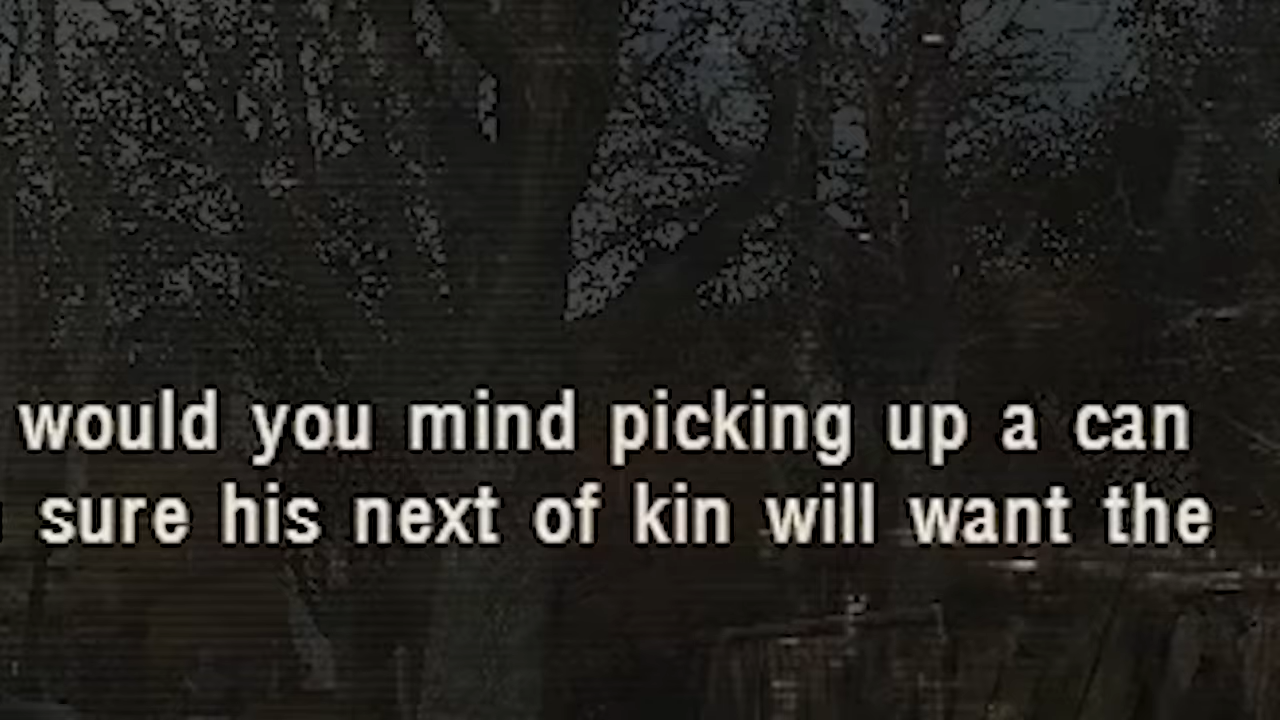 would you mind picking up a can
sure his next of kin will want the